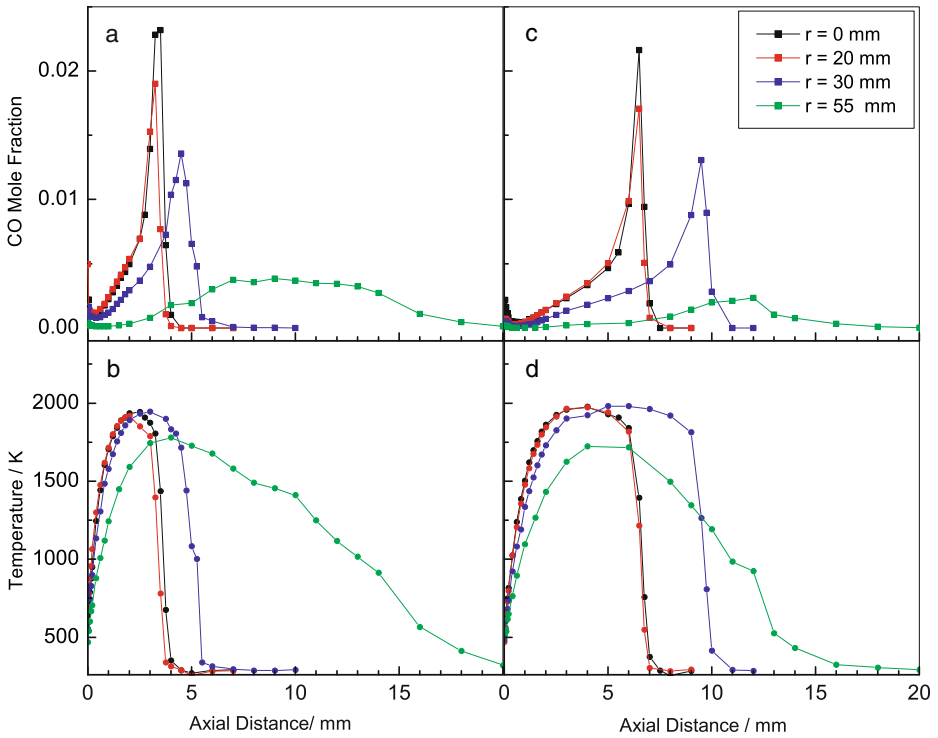 a
c
r = 0 mm
r = 20 mm
r = 30 mm
r = 55 mm
0.02
0.01
0.00
CO Mole Fraction
b
d
2000
1500
1000
500
Temperature / K
0
5
10
15
0
5
10
15
20
Axial Distance/ mm
Axial Distance / mm